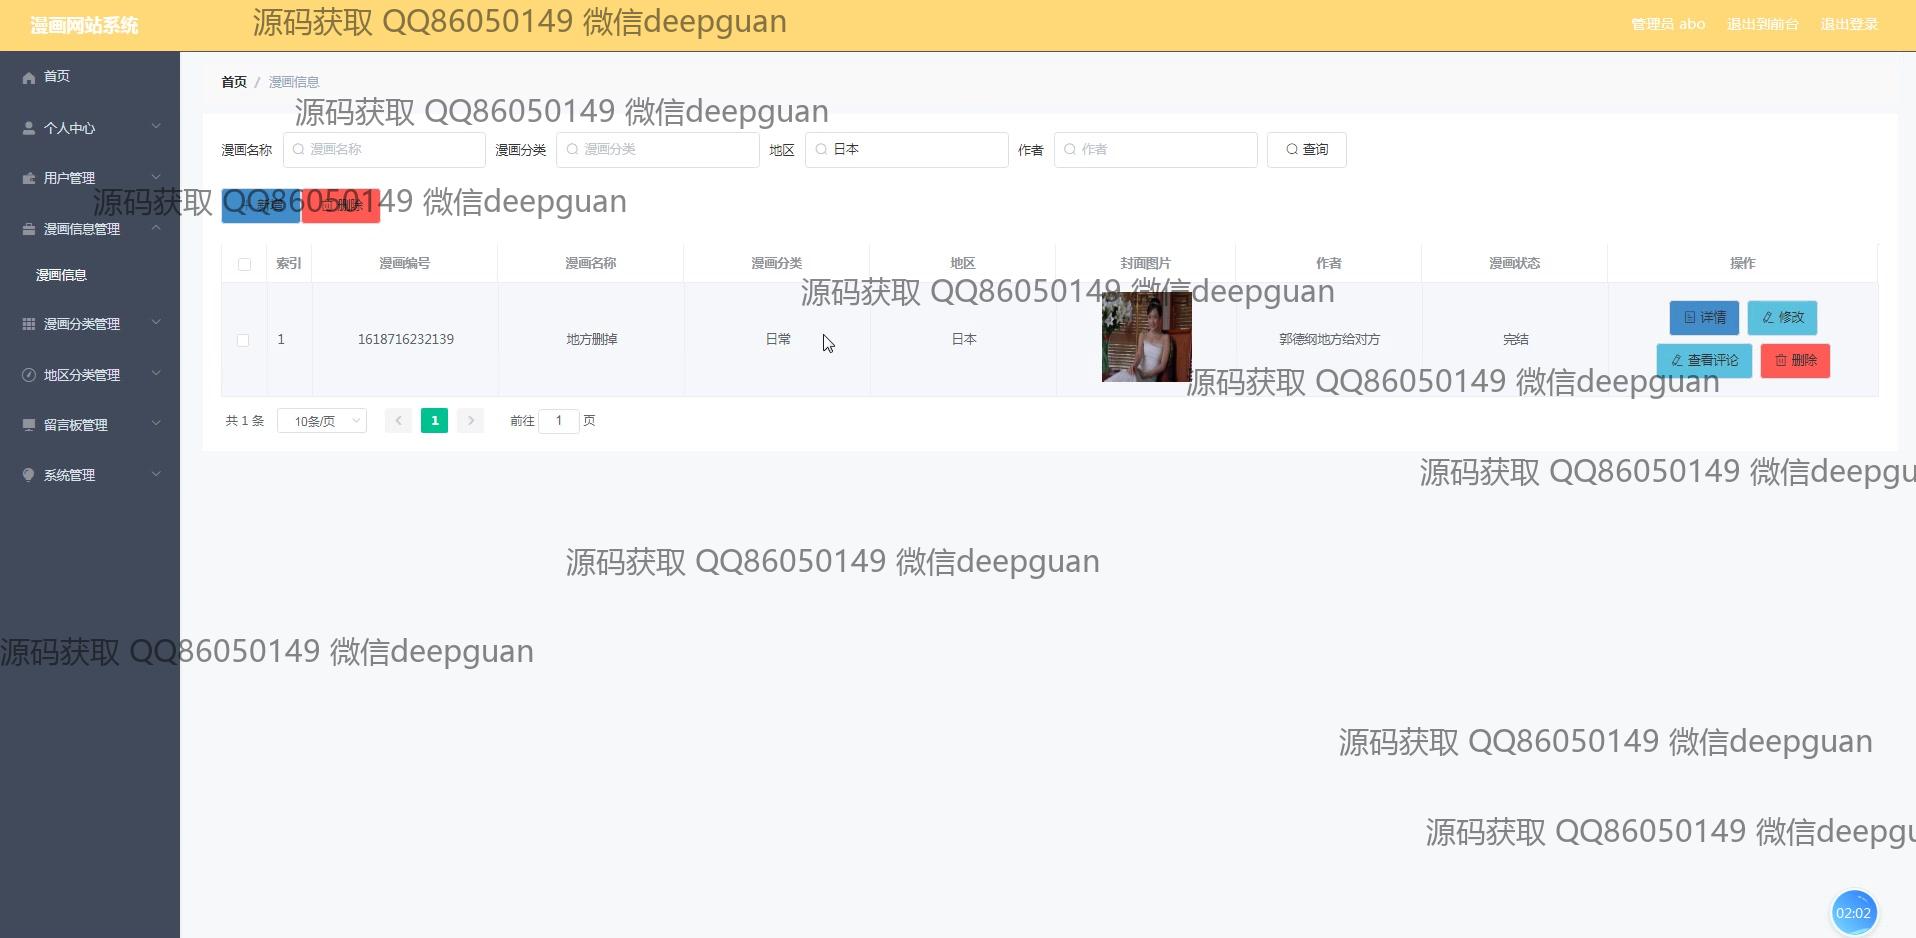 漫画网站系统
源码获取 QQ86050149 微信deepguan
管理员 abo 退出到前台 退出登录
首页
个人中心
用户管理
漫画信息管理
漫画信息
漫画分类管理
地区分类管理
留言板管理
系统管理
首页 / 漫画信息
源码获取 QQ86050149 微信deepguan
漫画名称 漫画名称 漫画分类 漫画分类 地区 日本 作者 作者 查询
源码获取 QQ86050149 微信deepguan
新增 删除
索引 漫画编号 漫画名称 漫画分类 地区 封面图片 作者 漫画状态 操作
源码获取 QQ86050149 微信deepguan
1 1618716232139 地方删掉 日常 日本 郭德纲地方给对方 完结
详情 修改
查看评论 删除
源码获取 QQ86050149 微信deepguan
共 1 条 10条/页 1 前往 1 页
源码获取 QQ86050149 微信deepgu
源码获取 QQ86050149 微信deepguan
源码获取 QQ86050149 微信deepguan
源码获取 QQ86050149 微信deepguan
源码获取 QQ86050149 微信deepgu
02:02